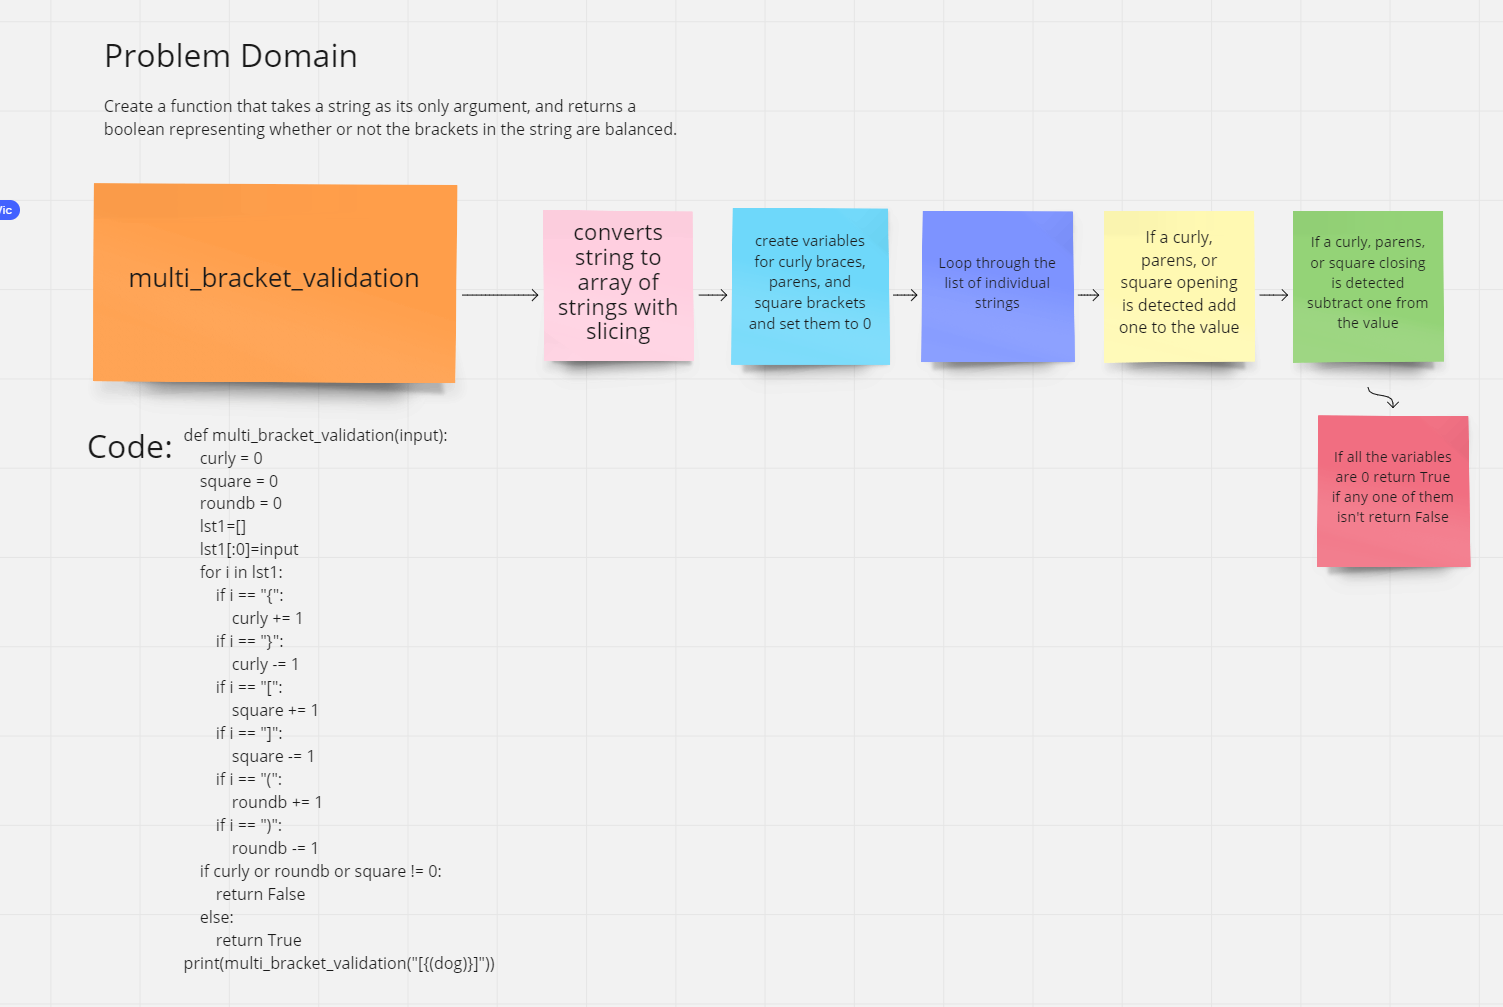 Problem Domain
Create a function that takes a string as its only argument, and returns a
boolean representing whether or not the brackets in the string are balanced.
multi_bracket_validation
converts
string to
array of
strings with
slicing
create variables
for curly braces,
parens, and
square brackets
and set them to 0
Loop through the
list of individual
strings
If a curly,
parens, or
square opening
is detected add
one to the value
If a curly, parens,
or square closing
is detected
subtract one from
the value
If all the variables
are 0 return True
if any one of them
isn't return False
Code:
def multi_bracket_validation(input):
    curly = 0
    square = 0
    roundb = 0
    lst1=[]
    lst1[:0]=input
    for i in lst1:
        if i == "{":
            curly += 1
        if i == "}":
            curly -= 1
        if i == "[":
            square += 1
        if i == "]":
            square -= 1
        if i == "(":
            roundb += 1
        if i == ")":
            roundb -= 1
    if curly or roundb or square != 0:
        return False
    else:
        return True
print(multi_bracket_validation("[{(dog)}]"))